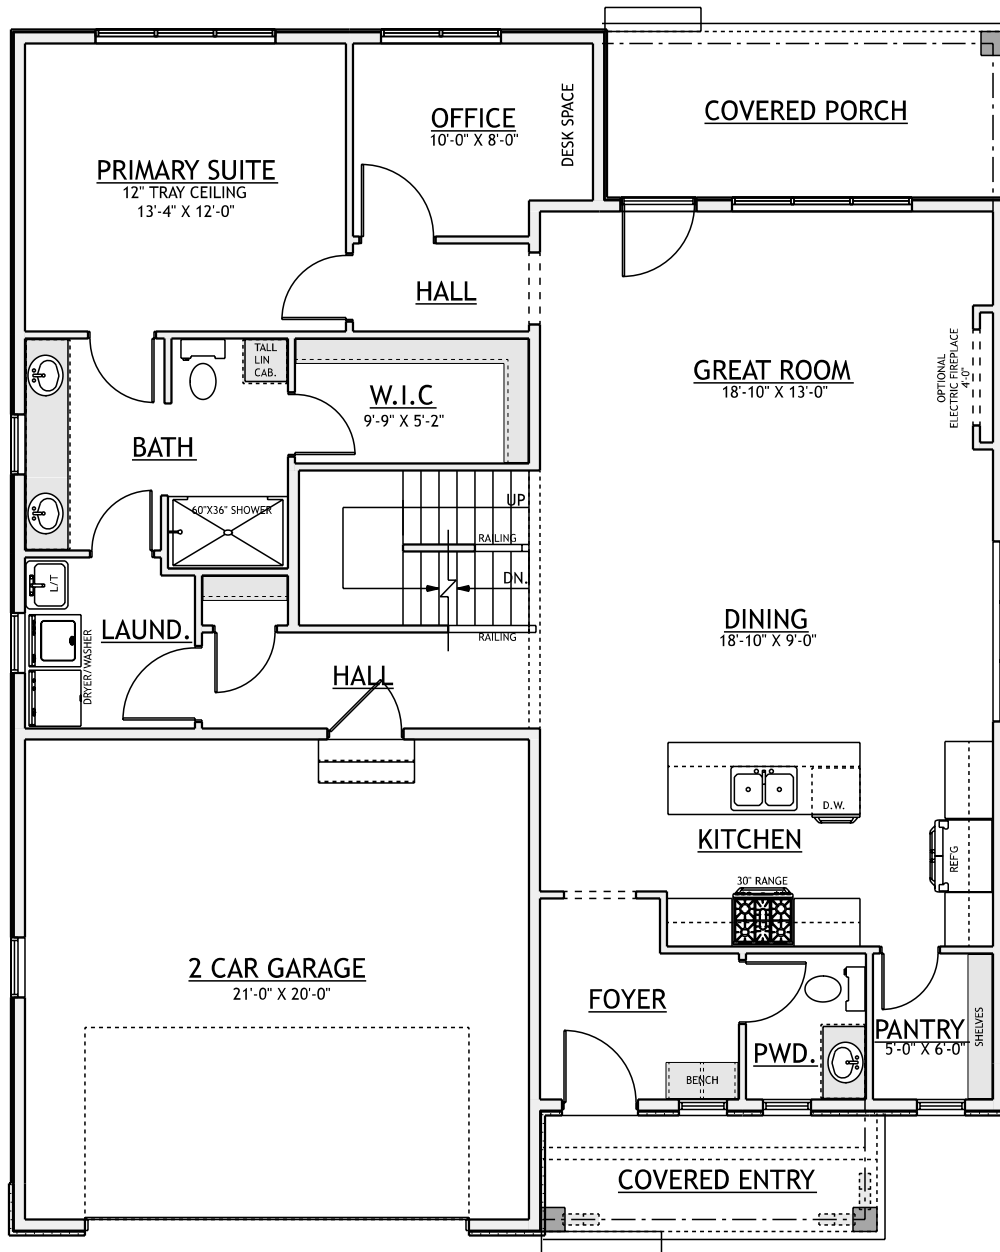 COVERED PORCH
OFFICE
10'-0" X 8'-0"
DESK SPACE
PRIMARY SUITE
12" TRAY CEILING
13'-4" X 12'-0"
HALL
TALL
LIN
CAB.
W.I.C
9'-9" X 5'-2"
GREAT ROOM
18'-10" X 13'-0"
OPTIONAL
ELECTRIC FIREPLACE
4'-0"
BATH
60"X36" SHOWER
UP
RAILING
DN.
RAILING
L/T
LAUND.
DRYER/WASHER
HALL
DINING
18'-10" X 9'-0"
D.W.
KITCHEN
REF'G
30" RANGE
2 CAR GARAGE
21'-0" X 20'-0"
FOYER
BENCH
PWD.
PANTRY
5'-0" X 6'-0"
SHELVES
COVERED ENTRY